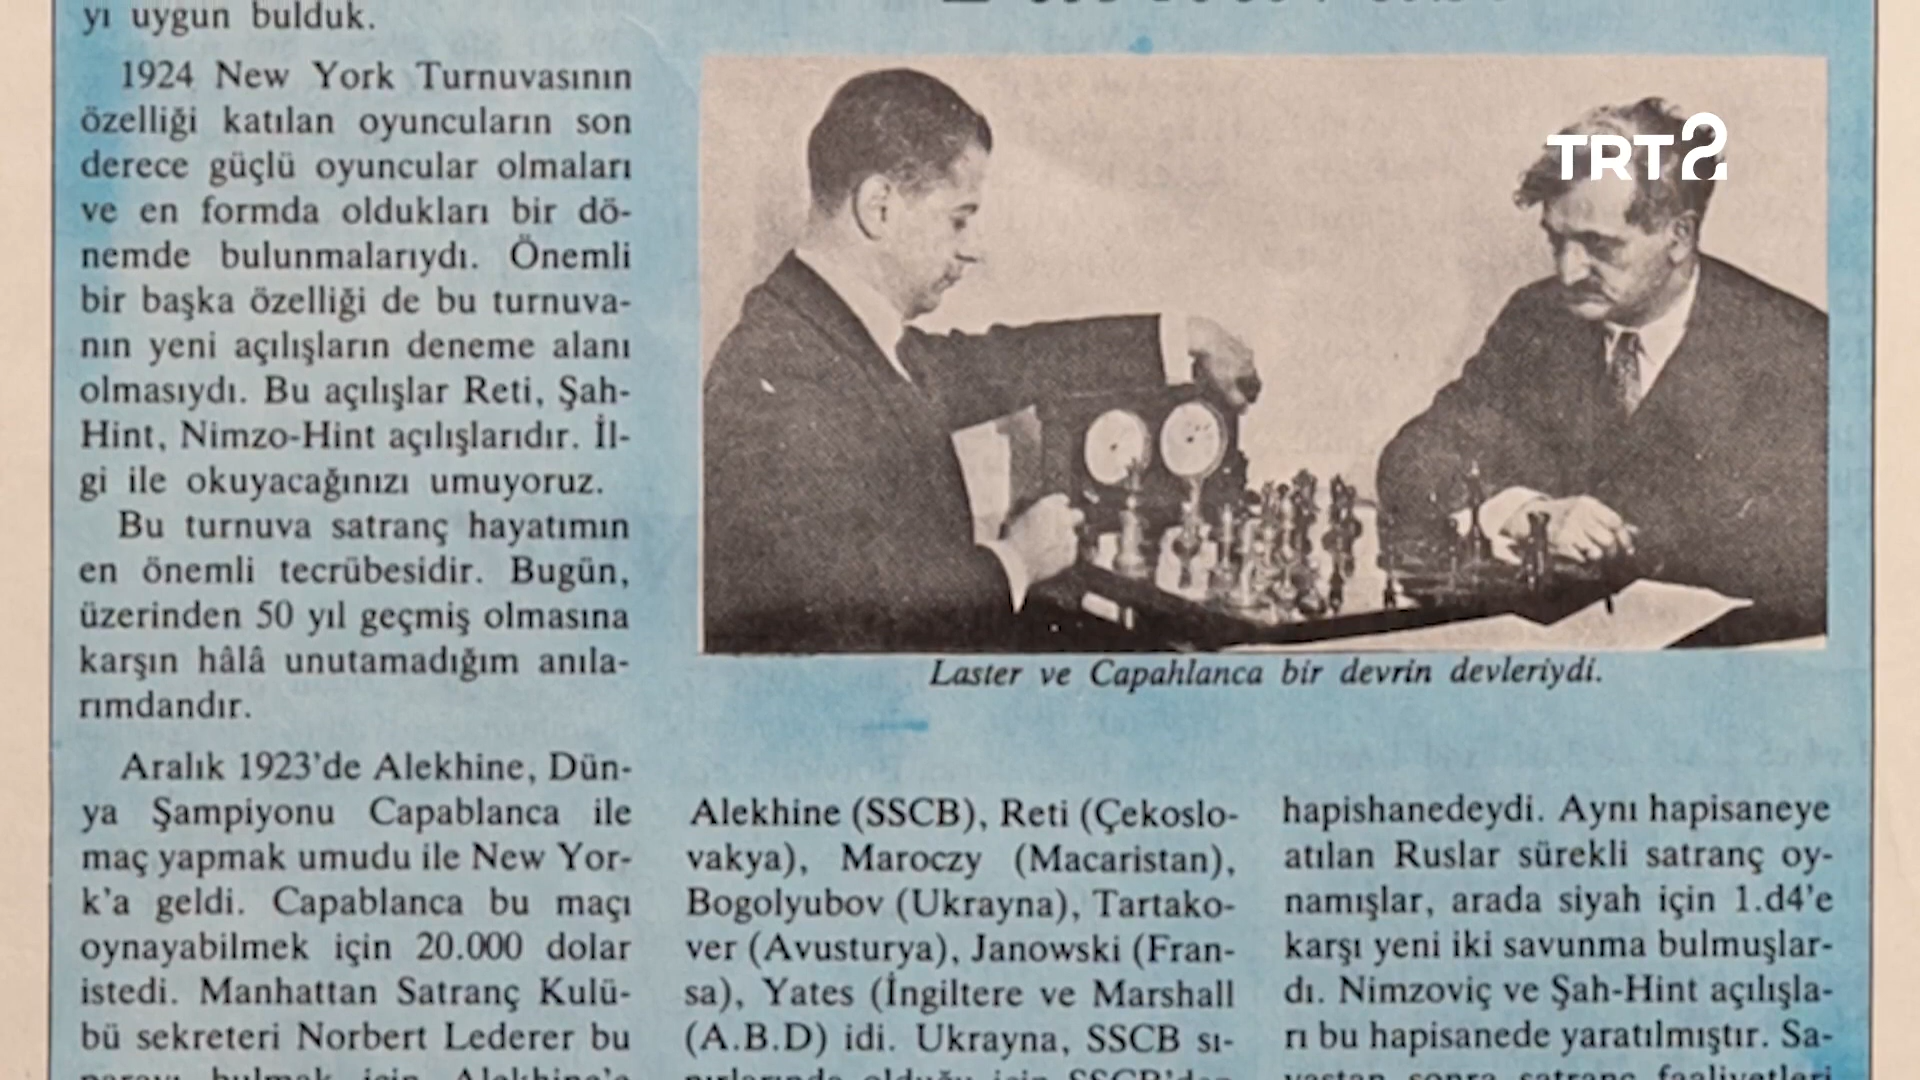 yı uygun bulduk.
1924 New York Turnuvasının
özelliği katılan oyuncuların son
derece güçlü oyuncular olmaları
ve en formda oldukları bir dö-
nemde bulunmalarıydı. Önemli
bir başka özelliği de bu turnuva-
nın yeni açılışların deneme alanı
olmasıydı. Bu açılışlar Reti, Şah-
Hint, Nimzo-Hint açılışlarıdır. İl-
gi ile okuyacağınızı umuyoruz.
Bu turnuva satranç hayatımın
en önemli tecrübesidir. Bugün,
üzerinden 50 yıl geçmiş olmasına
karşın hâlâ unutamadığım anıla-
rımdandır.
Aralık 1923'de Alekhine, Dün-
ya Şampiyonu Capablanca ile
maç yapmak umudu ile New Yor-
k'a geldi. Capablanca bu maçı
oynayabilmek için 20.000 dolar
istedi. Manhattan Satranç Kulü-
bü sekreteri Norbert Lederer bu
TRT2
Laster ve Capahlanca bir devrin devleriydi.
Alekhine (SSCB), Reti (Çekoslo-
vakya), Maroczy (Macaristan),
Bogolyubov (Ukrayna), Tartako-
ver (Avusturya), Janowski (Fran-
sa), Yates (İngiltere ve Marshall
(A.B.D) idi. Ukrayna, SSCB sı-
hapishanedeydi. Aynı hapisaneye
atılan Ruslar sürekli satranç oy-
namışlar, arada siyah için 1.d4'e
karşı yeni iki savunma bulmuşlar-
dı. Nimzoviç ve Şah-Hint açılışla-
rı bu hapisanede yaratılmıştır. Sa-